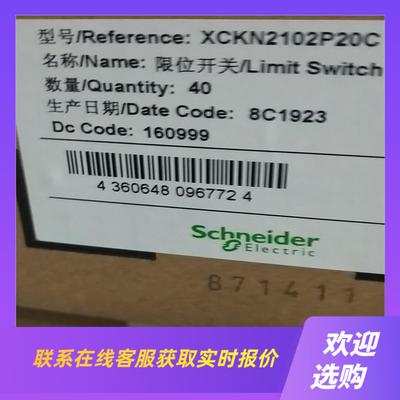 型号/Reference: XCKN2102P20C
名称/Name: 限位开关/Limit Switch
数量/Quantity: 40
生产日期/Date Code: 8C1923
Dc Code: 160999
4 360648 096772 4
Schneider
Electric
871411
联系在线客服获取实时报价
欢迎
选购